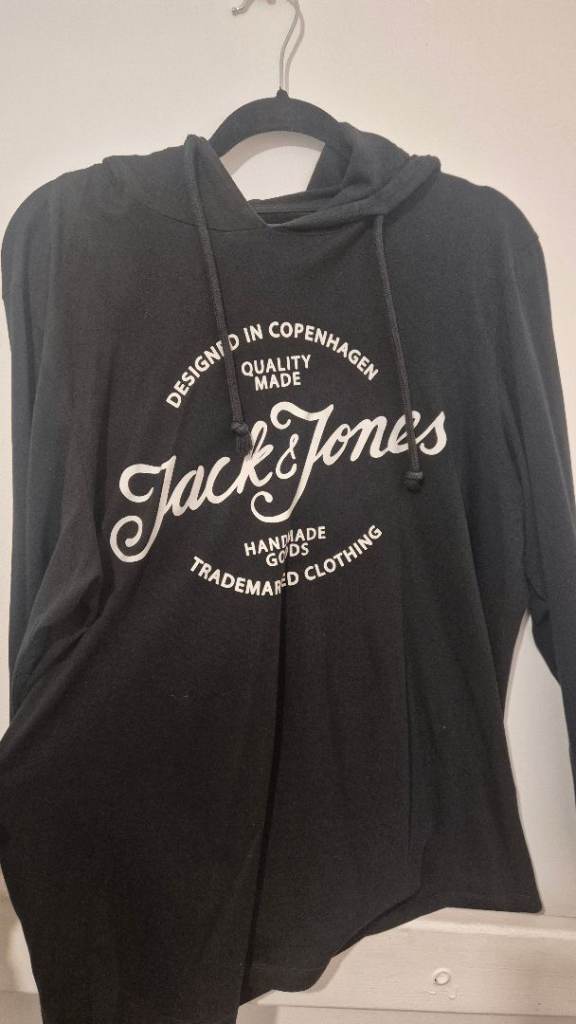 DESIGNED IN COPENHAGEN
QUALITY
MADE
Jack & Jones
HANDMADE
GOODS
TRADEMARKED CLOTHING